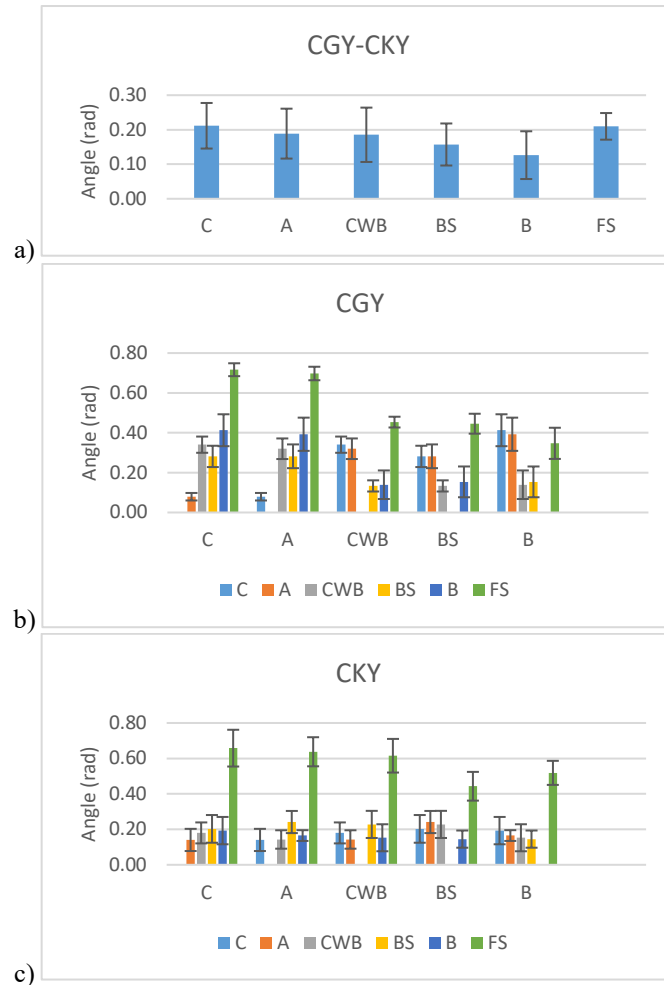 CGY-CKY
Angle (rad)
0.30
0.20
0.10
0.00
C A CWB BS B FS
a)
CGY
Angle (rad)
0.80
0.60
0.40
0.20
0.00
C A CWB BS B
C A CWB BS B FS
b)
CKY
Angle (rad)
0.80
0.60
0.40
0.20
0.00
C A CWB BS B
C A CWB BS B FS
c)